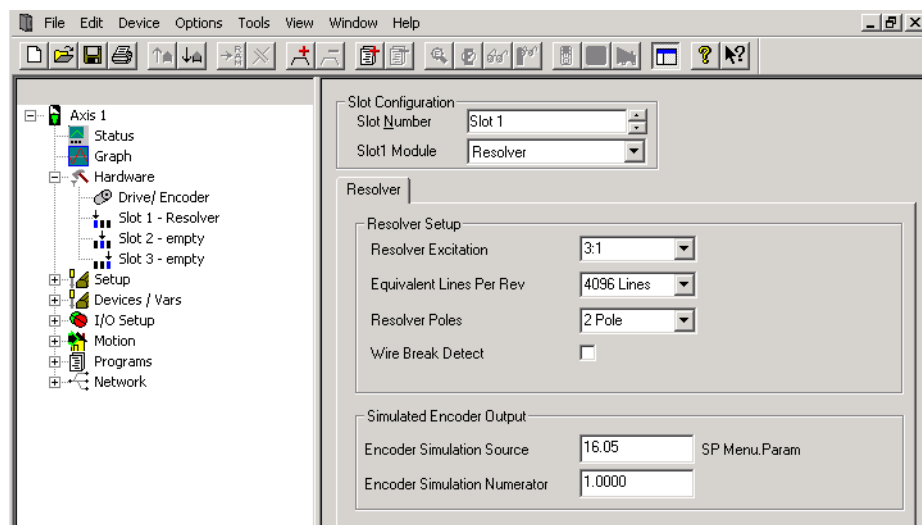 File Edit Device Options Tools View Window Help
Axis 1
Status
Graph
Hardware
Drive/ Encoder
Slot 1 - Resolver
Slot 2 - empty
Slot 3 - empty
Setup
Devices / Vars
I/O Setup
Motion
Programs
Network
Slot Configuration
Slot Number Slot 1
Slot1 Module Resolver
Resolver
Resolver Setup
Resolver Excitation 3:1
Equivalent Lines Per Rev 4096 Lines
Resolver Poles 2 Pole
Wire Break Detect
Simulated Encoder Output
Encoder Simulation Source 16.05 SP Menu.Param
Encoder Simulation Numerator 1.0000